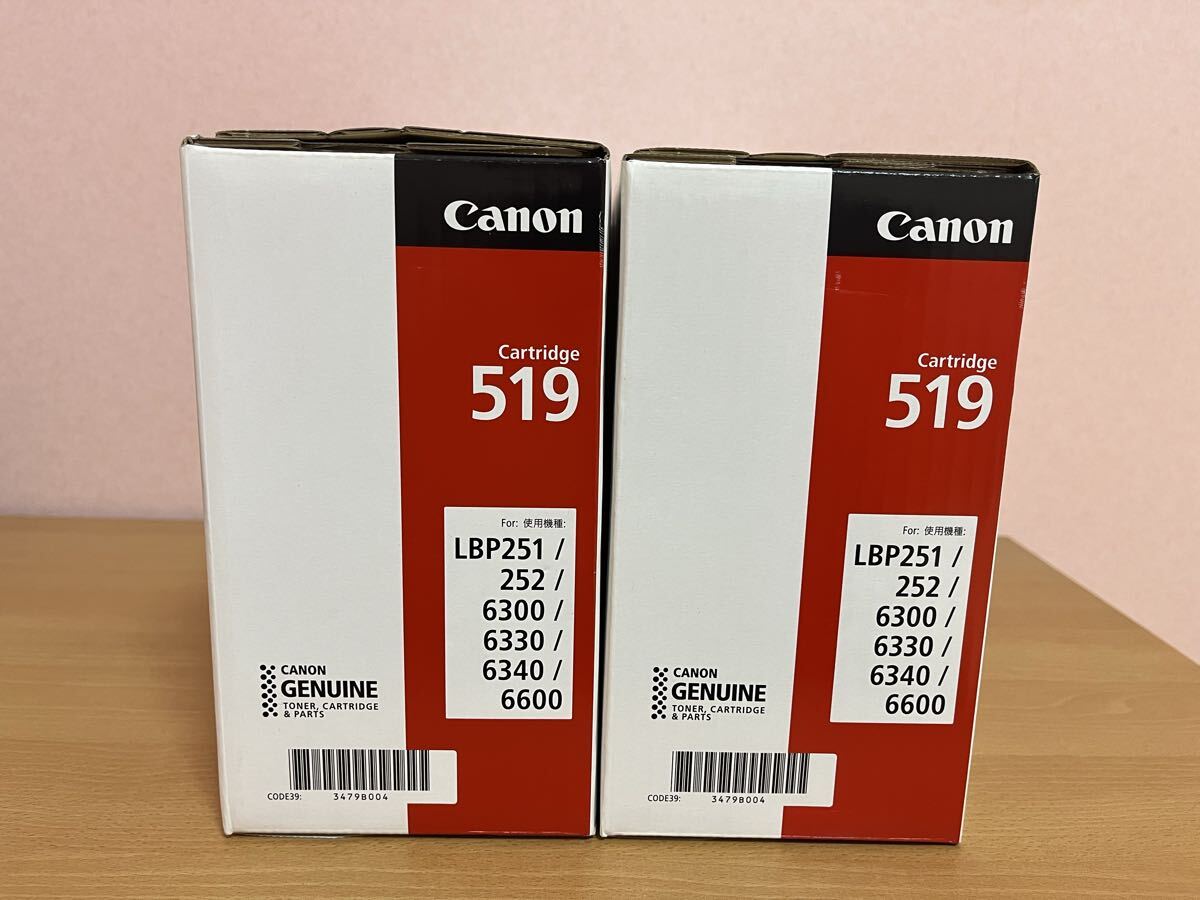 Canon
Cartridge
519
For: 使用機種:
LBP251 /
252 /
6300 /
6330 /
6340 /
6600
CANON
GENUINE
TONER, CARTRIDGE
& PARTS
CODE39: 3479B004
Canon
Cartridge
519
For: 使用機種:
LBP251 /
252 /
6300 /
6330 /
6340 /
6600
CANON
GENUINE
TONER, CARTRIDGE
& PARTS
CODE39: 3479B004